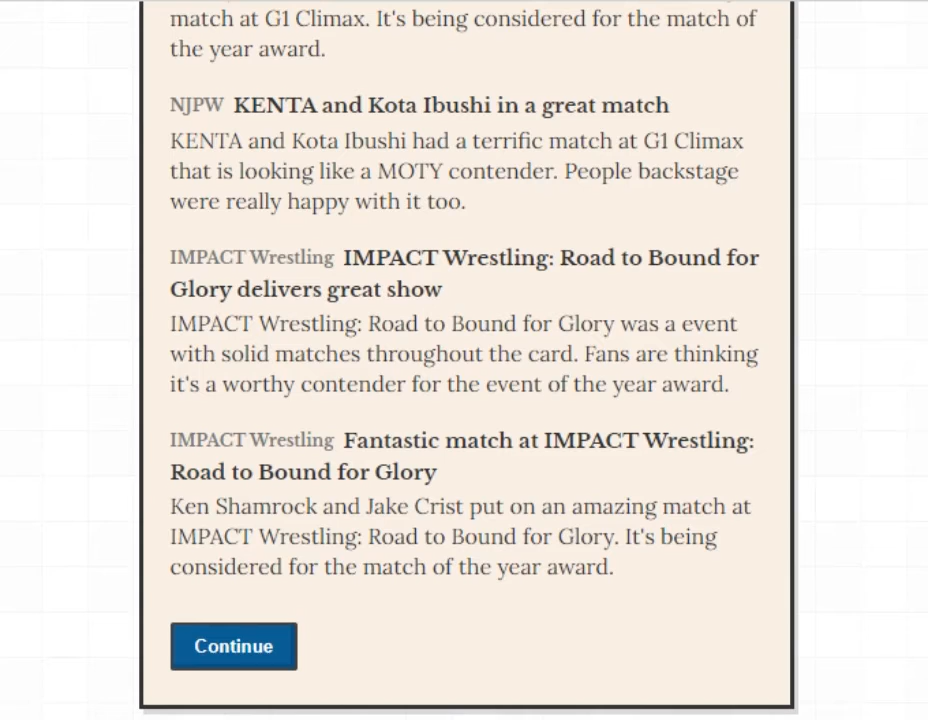 match at G1 Climax. It's being considered for the match of
the year award.
NJPW KENTA and Kota Ibushi in a great match
KENTA and Kota Ibushi had a terrific match at G1 Climax
that is looking like a MOTY contender. People backstage
were really happy with it too.
IMPACT Wrestling IMPACT Wrestling: Road to Bound for
Glory delivers great show
IMPACT Wrestling: Road to Bound for Glory was a event
with solid matches throughout the card. Fans are thinking
it's a worthy contender for the event of the year award.
IMPACT Wrestling Fantastic match at IMPACT Wrestling:
Road to Bound for Glory
Ken Shamrock and Jake Crist put on an amazing match at
IMPACT Wrestling: Road to Bound for Glory. It's being
considered for the match of the year award.
Continue